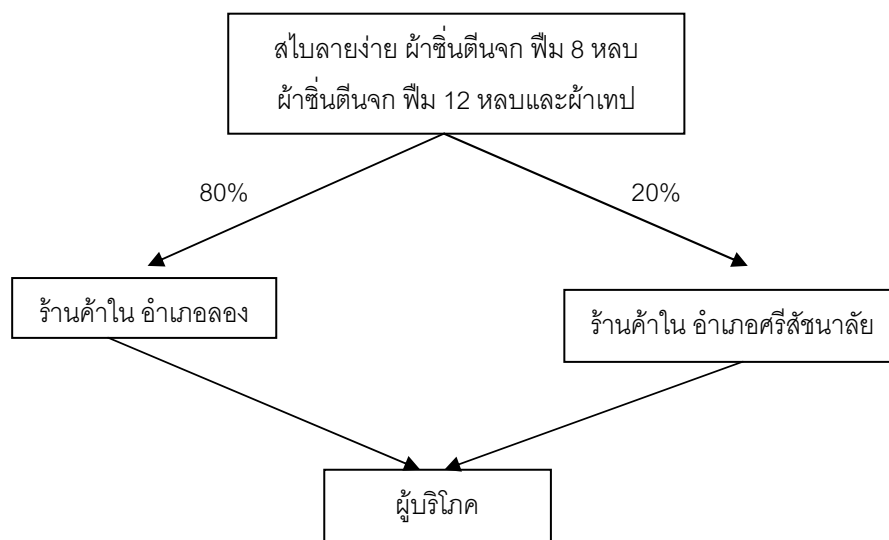 สไบลายง่าย ผ้าซิ่นตีนจก ฟืม 8 หลบ
ผ้าซิ่นตีนจก ฟืม 12 หลบและผ้าเทป
80%
20%
ร้านค้าใน อำเภอลอง
ร้านค้าใน อำเภอศรีสัชนาลัย
ผู้บริโภค